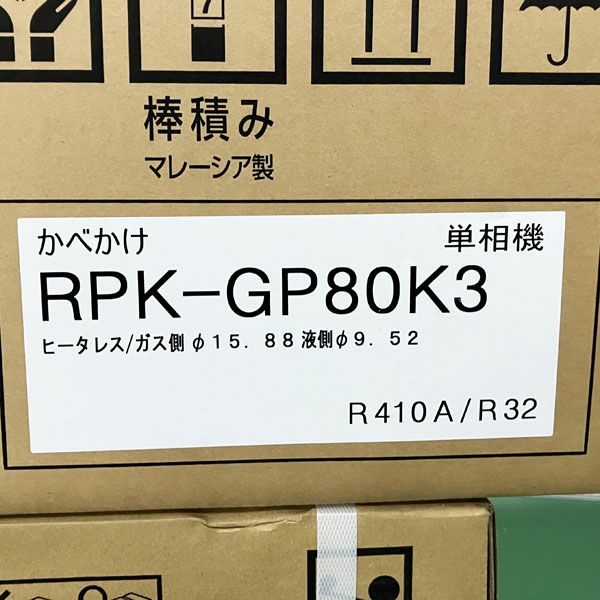 7
棒積み
マレーシア製
かべかけ 単相機
RPK-GP80K3
ヒータレス/ガス側 φ15.88 液側φ9.52
R410A/R32